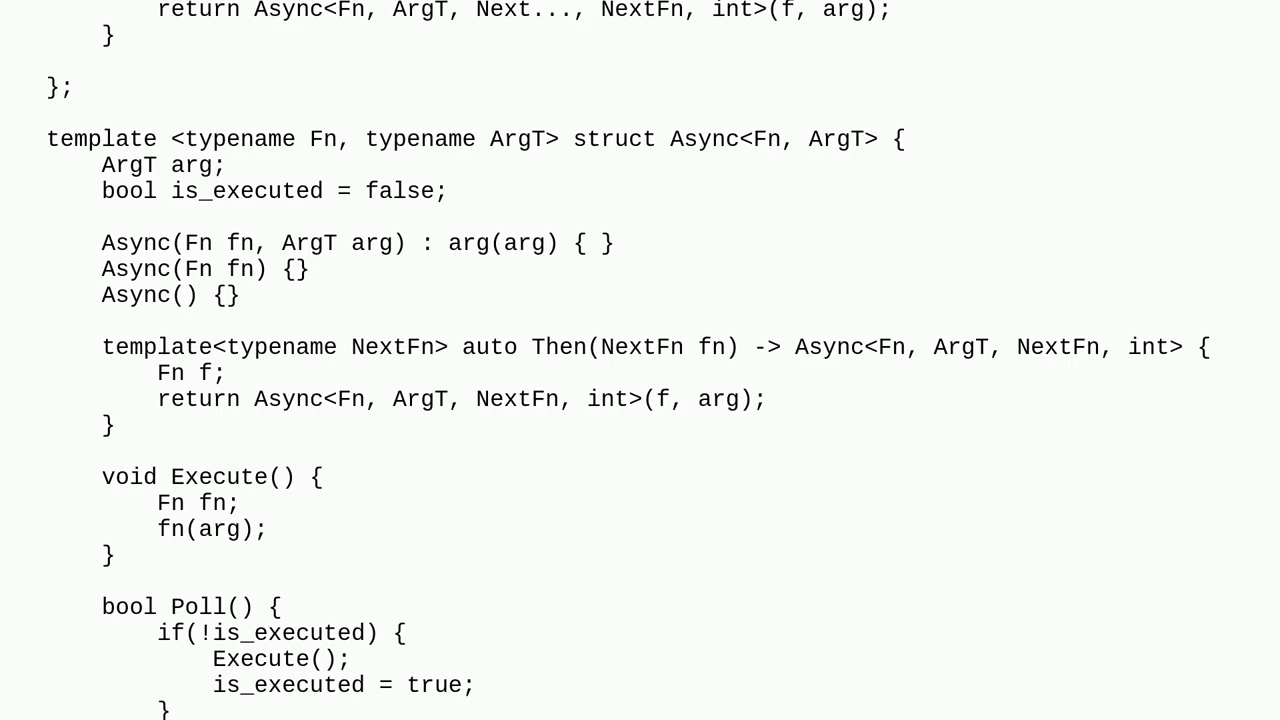 return Async<Fn, ArgT, Next..., NextFn, int>(f, arg);
}
};
template <typename Fn, typename ArgT> struct Async<Fn, ArgT> {
ArgT arg;
bool is_executed = false;
Async(Fn fn, ArgT arg) : arg(arg) { }
Async(Fn fn) {}
Async() {}
template<typename NextFn> auto Then(NextFn fn) -> Async<Fn, ArgT, NextFn, int> {
Fn f;
return Async<Fn, ArgT, NextFn, int>(f, arg);
}
void Execute() {
Fn fn;
fn(arg);
}
bool Poll() {
if(!is_executed) {
Execute();
is_executed = true;
}